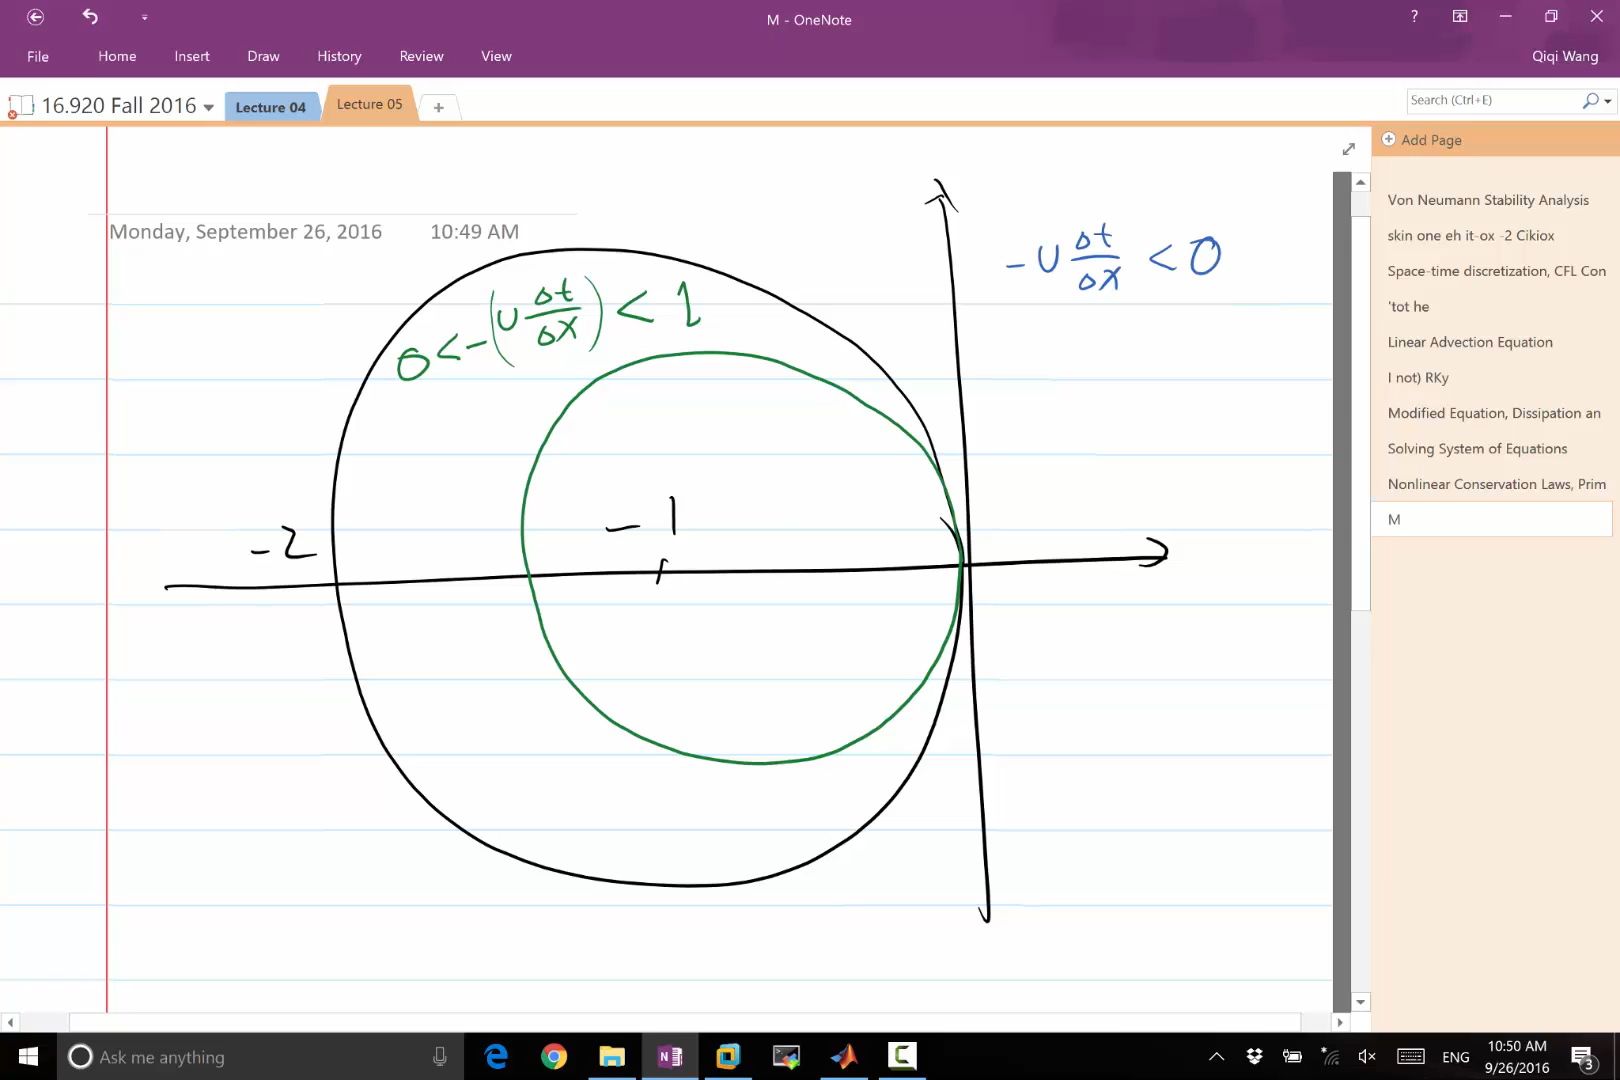 M - OneNote
?
File Home Insert Draw History Review View
Qiqi Wang
16.920 Fall 2016
Lecture 04
Lecture 05
+
Search (Ctrl+E)
Add Page
Monday, September 26, 2016 10:49 AM
Von Neumann Stability Analysis
skin one eh it-ox -2 Cikiox
Space-time discretization, CFL Con
'tot he
Linear Advection Equation
I not) RKy
Modified Equation, Dissipation an
Solving System of Equations
Nonlinear Conservation Laws, Prim
M
-U Δt/Δx < 0
0 < -(U Δt/Δx) < 1
-1
-2
Ask me anything
ENG
10:50 AM
9/26/2016
3